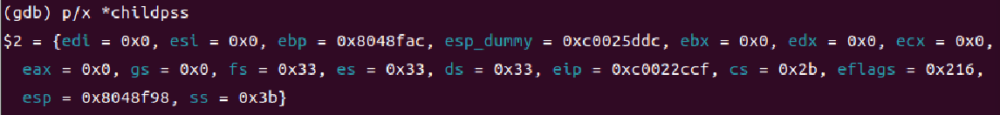 (gdb) p/x *childpss
$2 = {edi = 0x0, esi = 0x0, ebp = 0x8048fac, esp_dummy = 0xc0025ddc, ebx = 0x0, edx = 0x0, ecx = 0x0,
eax = 0x0, gs = 0x0, fs = 0x33, es = 0x33, ds = 0x33, eip = 0xc0022ccf, cs = 0x2b, eflags = 0x216,
esp = 0x8048f98, ss = 0x3b}